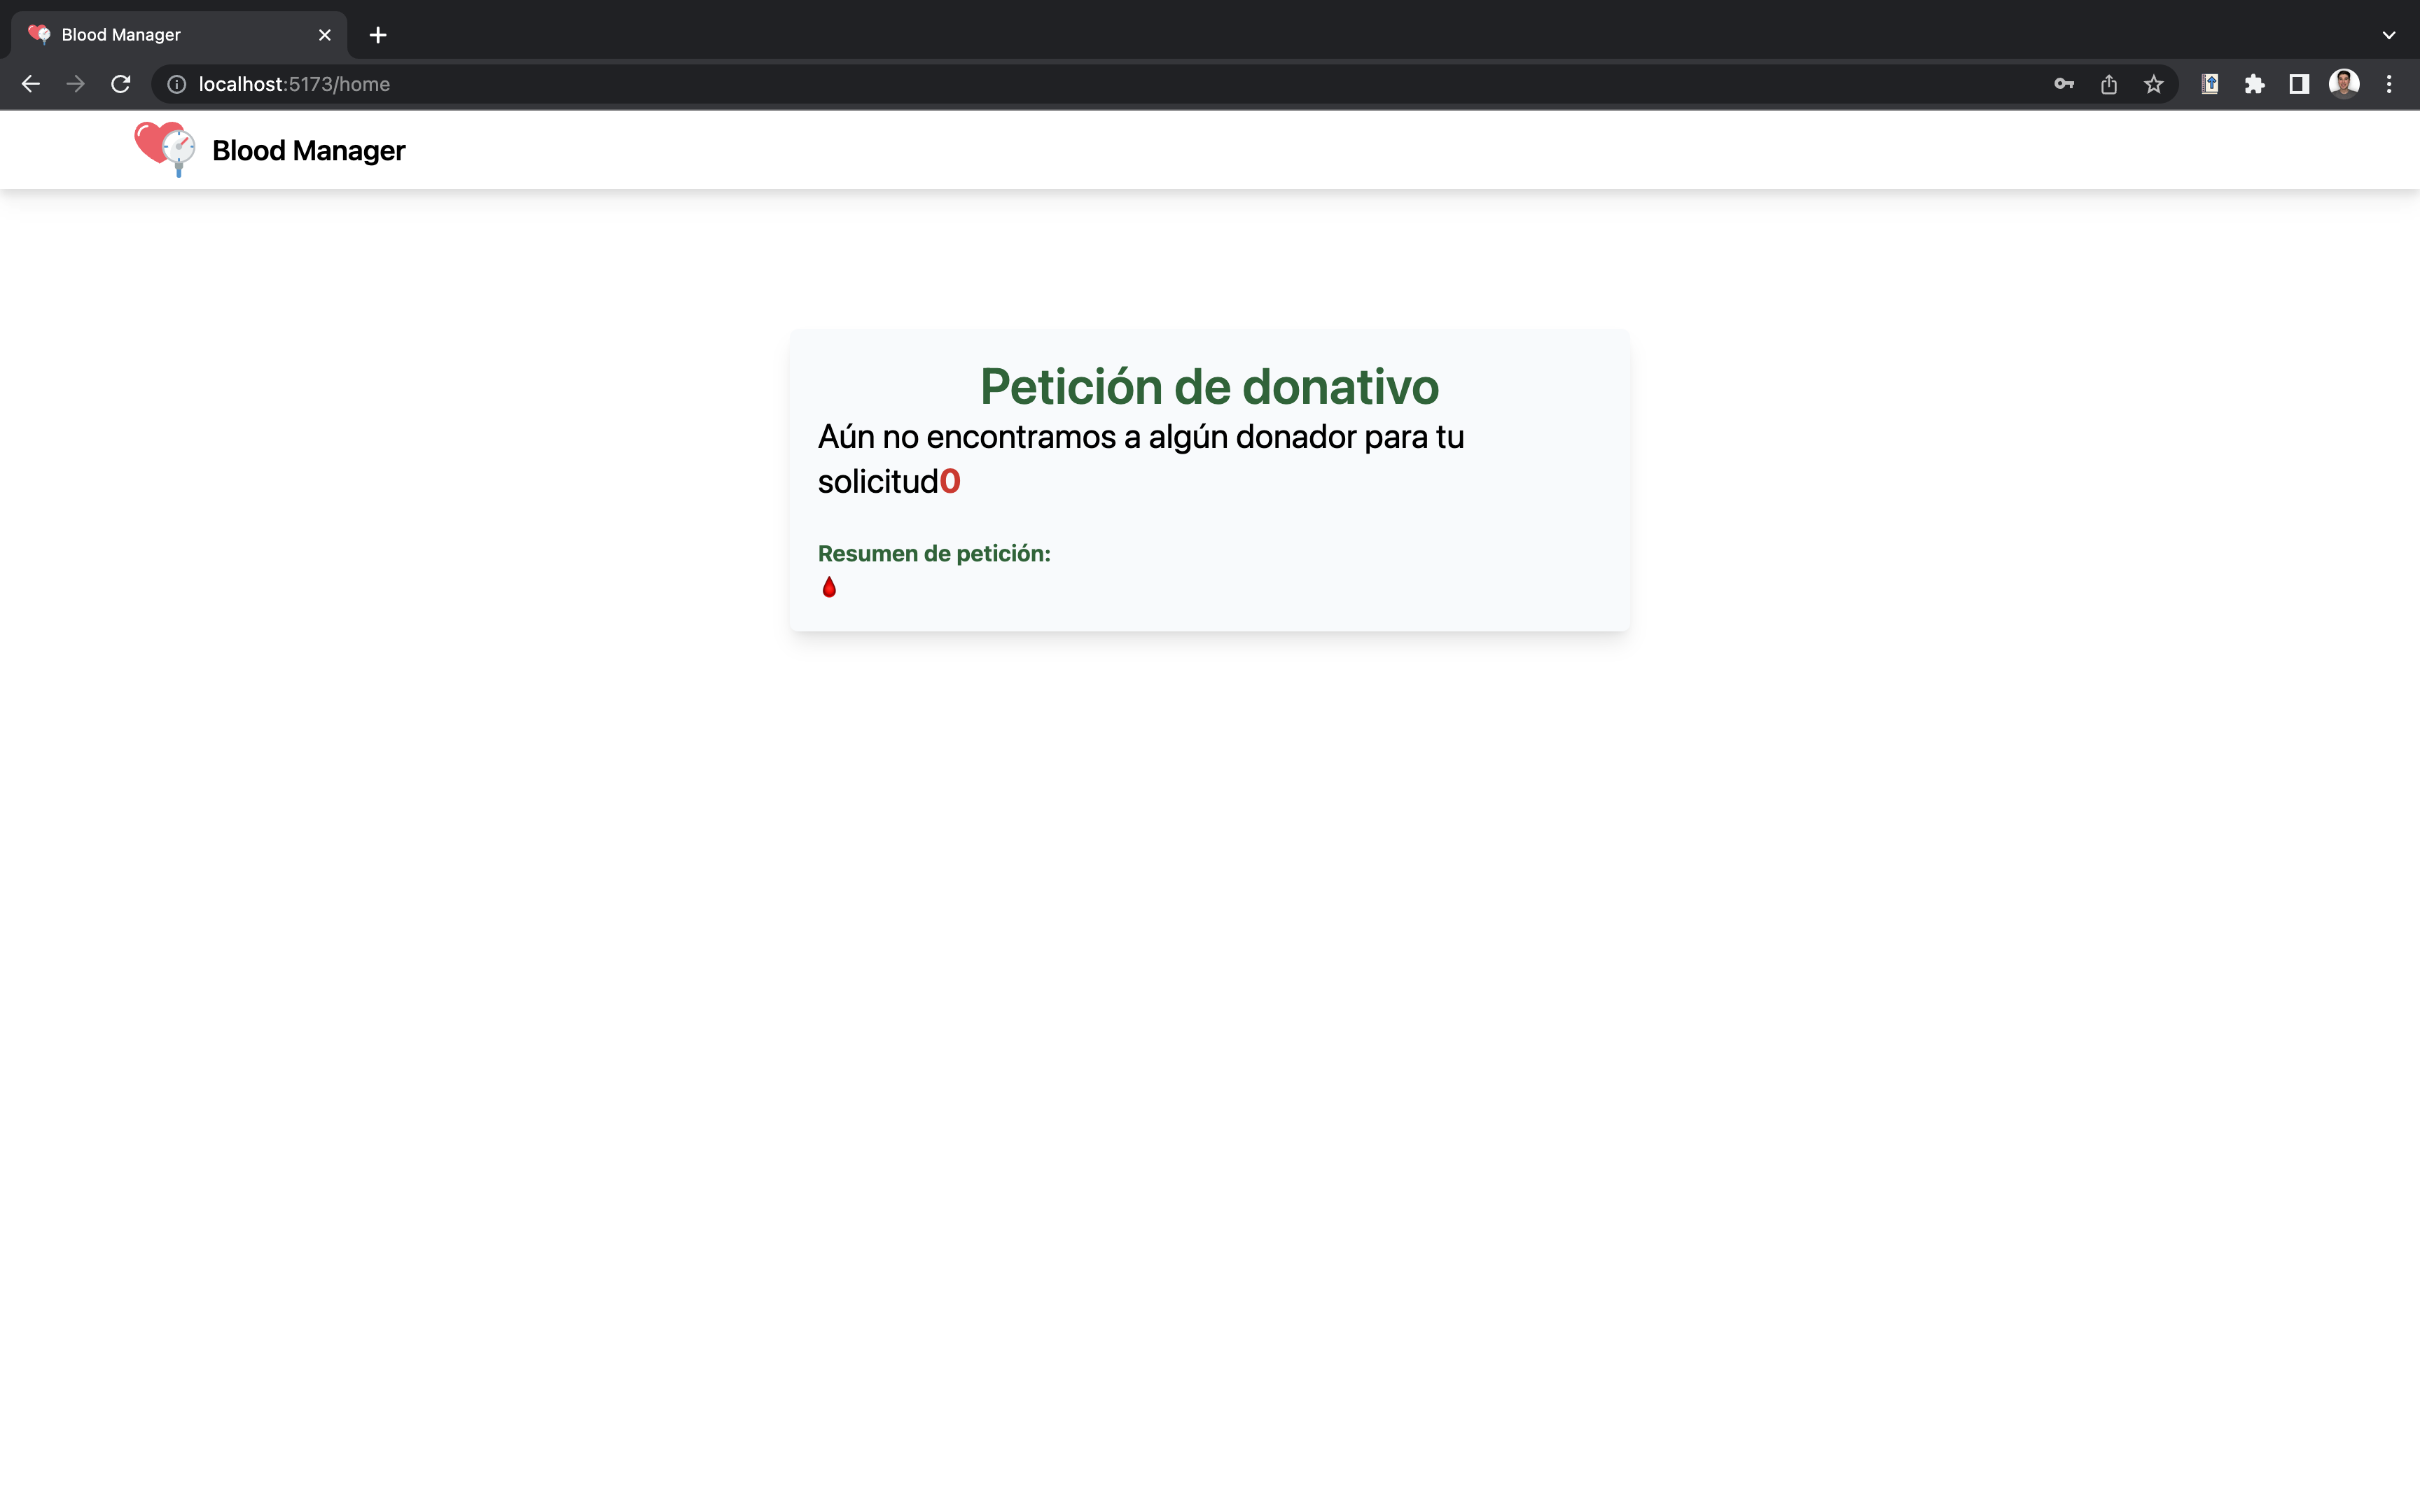 Blood Manager
localhost:5173/home
Blood Manager
Petición de donativo
Aún no encontramos a algún donador para tu
solicitud0
Resumen de petición: